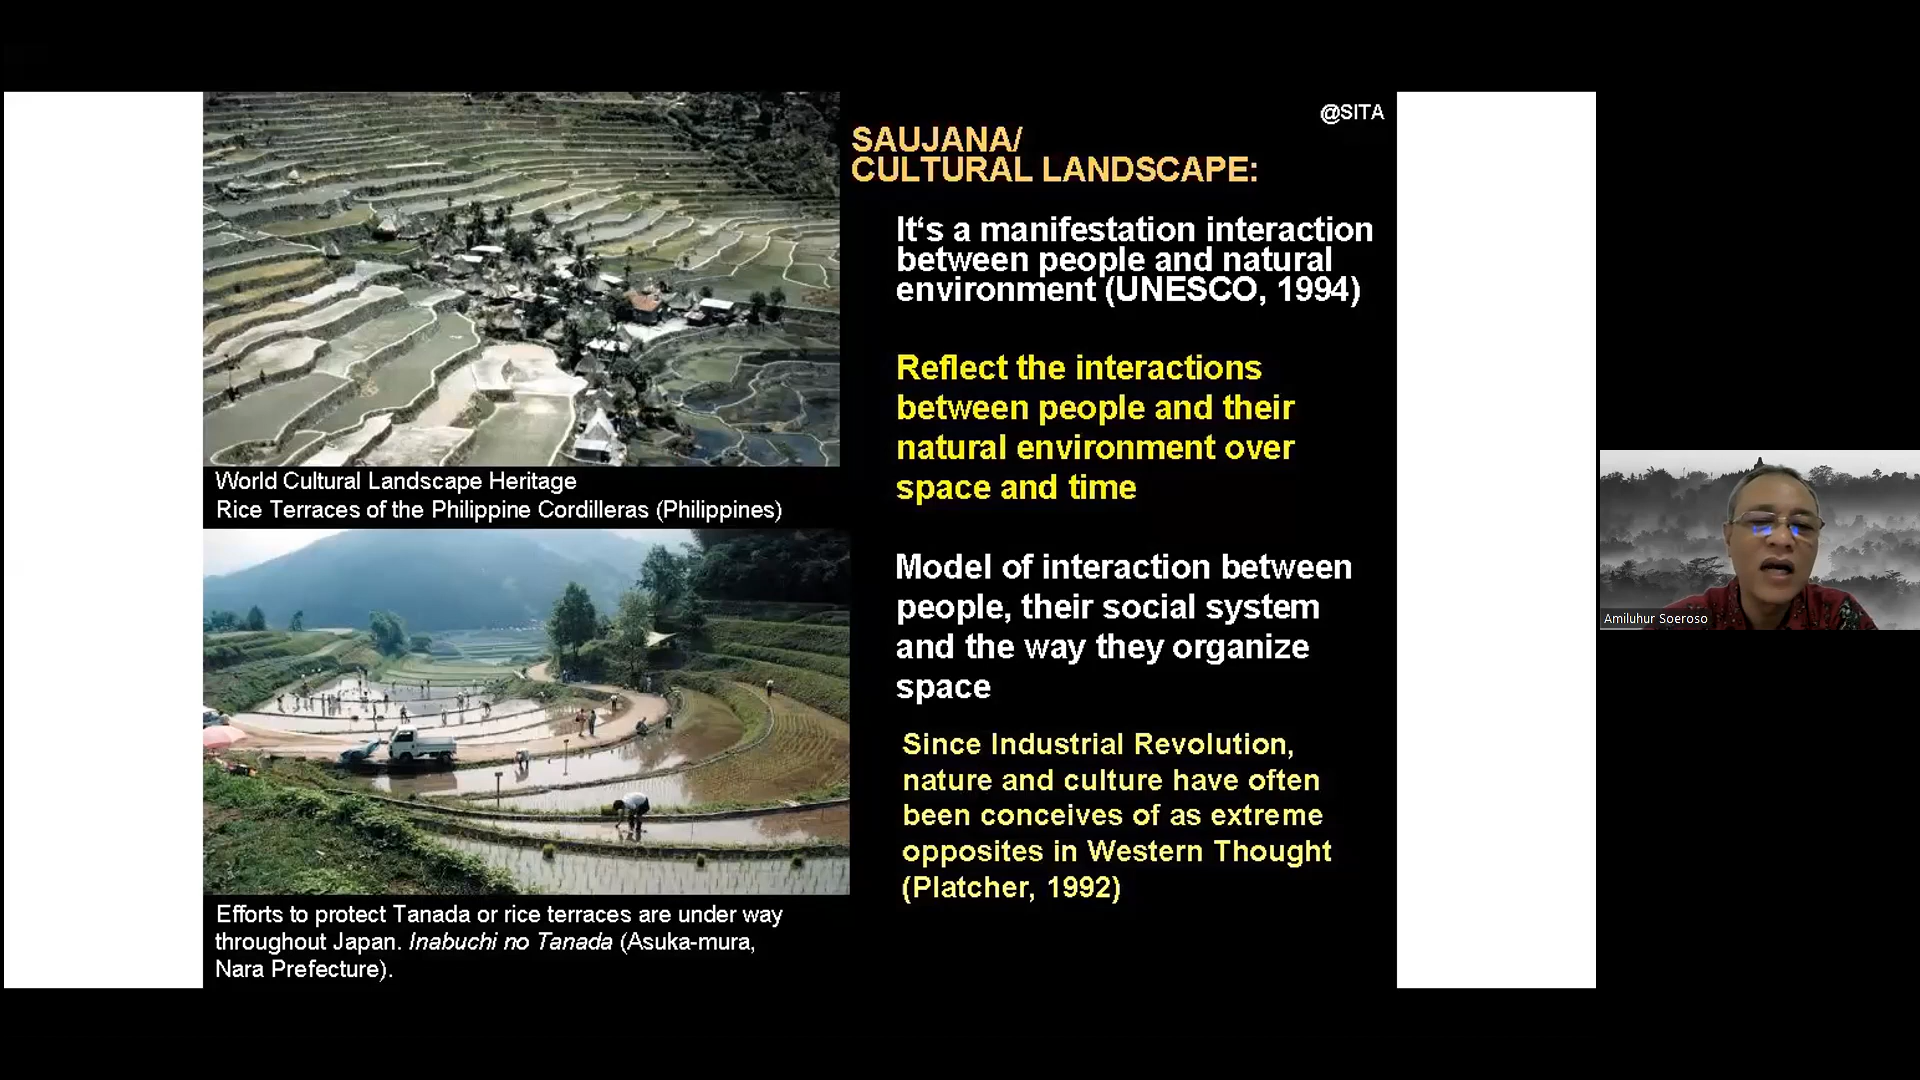 @SITA
SAUJANA/
CULTURAL LANDSCAPE:
It‘s a manifestation interaction
between people and natural
environment (UNESCO, 1994)
Reflect the interactions
between people and their
natural environment over
space and time
Model of interaction between
people, their social system
and the way they organize
space
Since Industrial Revolution,
nature and culture have often
been conceives of as extreme
opposites in Western Thought
(Platcher, 1992)
World Cultural Landscape Heritage
Rice Terraces of the Philippine Cordilleras (Philippines)
Efforts to protect Tanada or rice terraces are under way
throughout Japan. Inabuchi no Tanada (Asuka-mura,
Nara Prefecture).
Amiluhur Soeroso